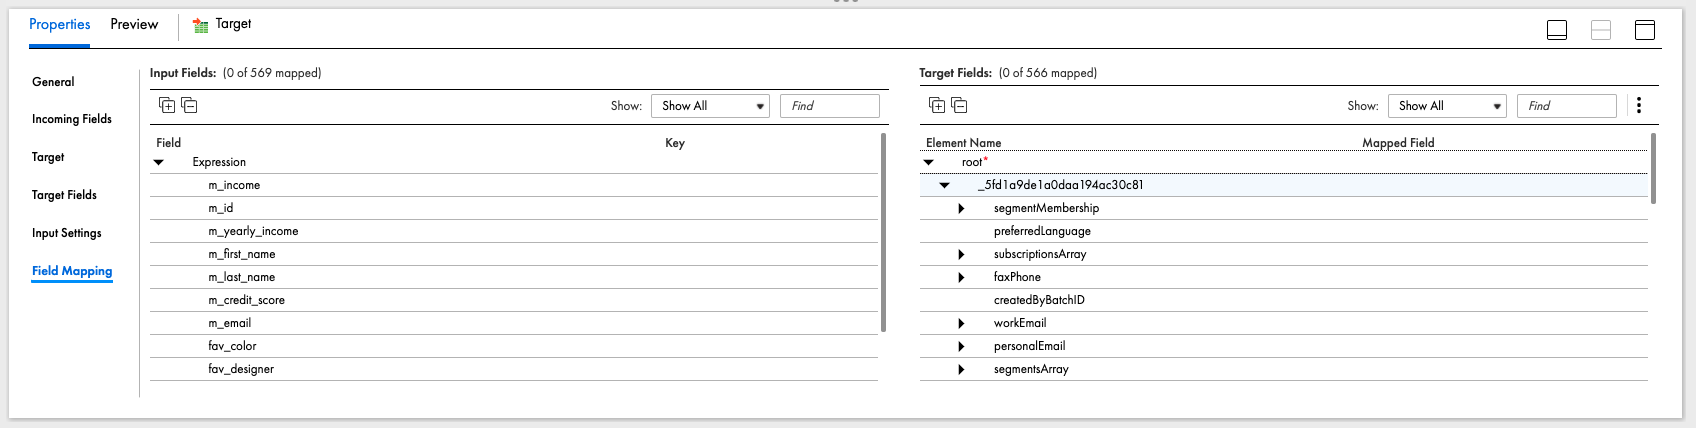 Properties Preview Target
General
Incoming Fields
Target
Target Fields
Input Settings
Field Mapping
Input Fields: (0 of 569 mapped)
Show: Show All Find
Field Key
Expression
m_income
m_id
m_yearly_income
m_first_name
m_last_name
m_credit_score
m_email
fav_color
fav_designer
Target Fields: (0 of 566 mapped)
Show: Show All Find
Element Name Mapped Field
root*
_5fd1a9de1a0daa194ac30c81
segmentMembership
preferredLanguage
subscriptionsArray
faxPhone
createdByBatchID
workEmail
personalEmail
segmentsArray